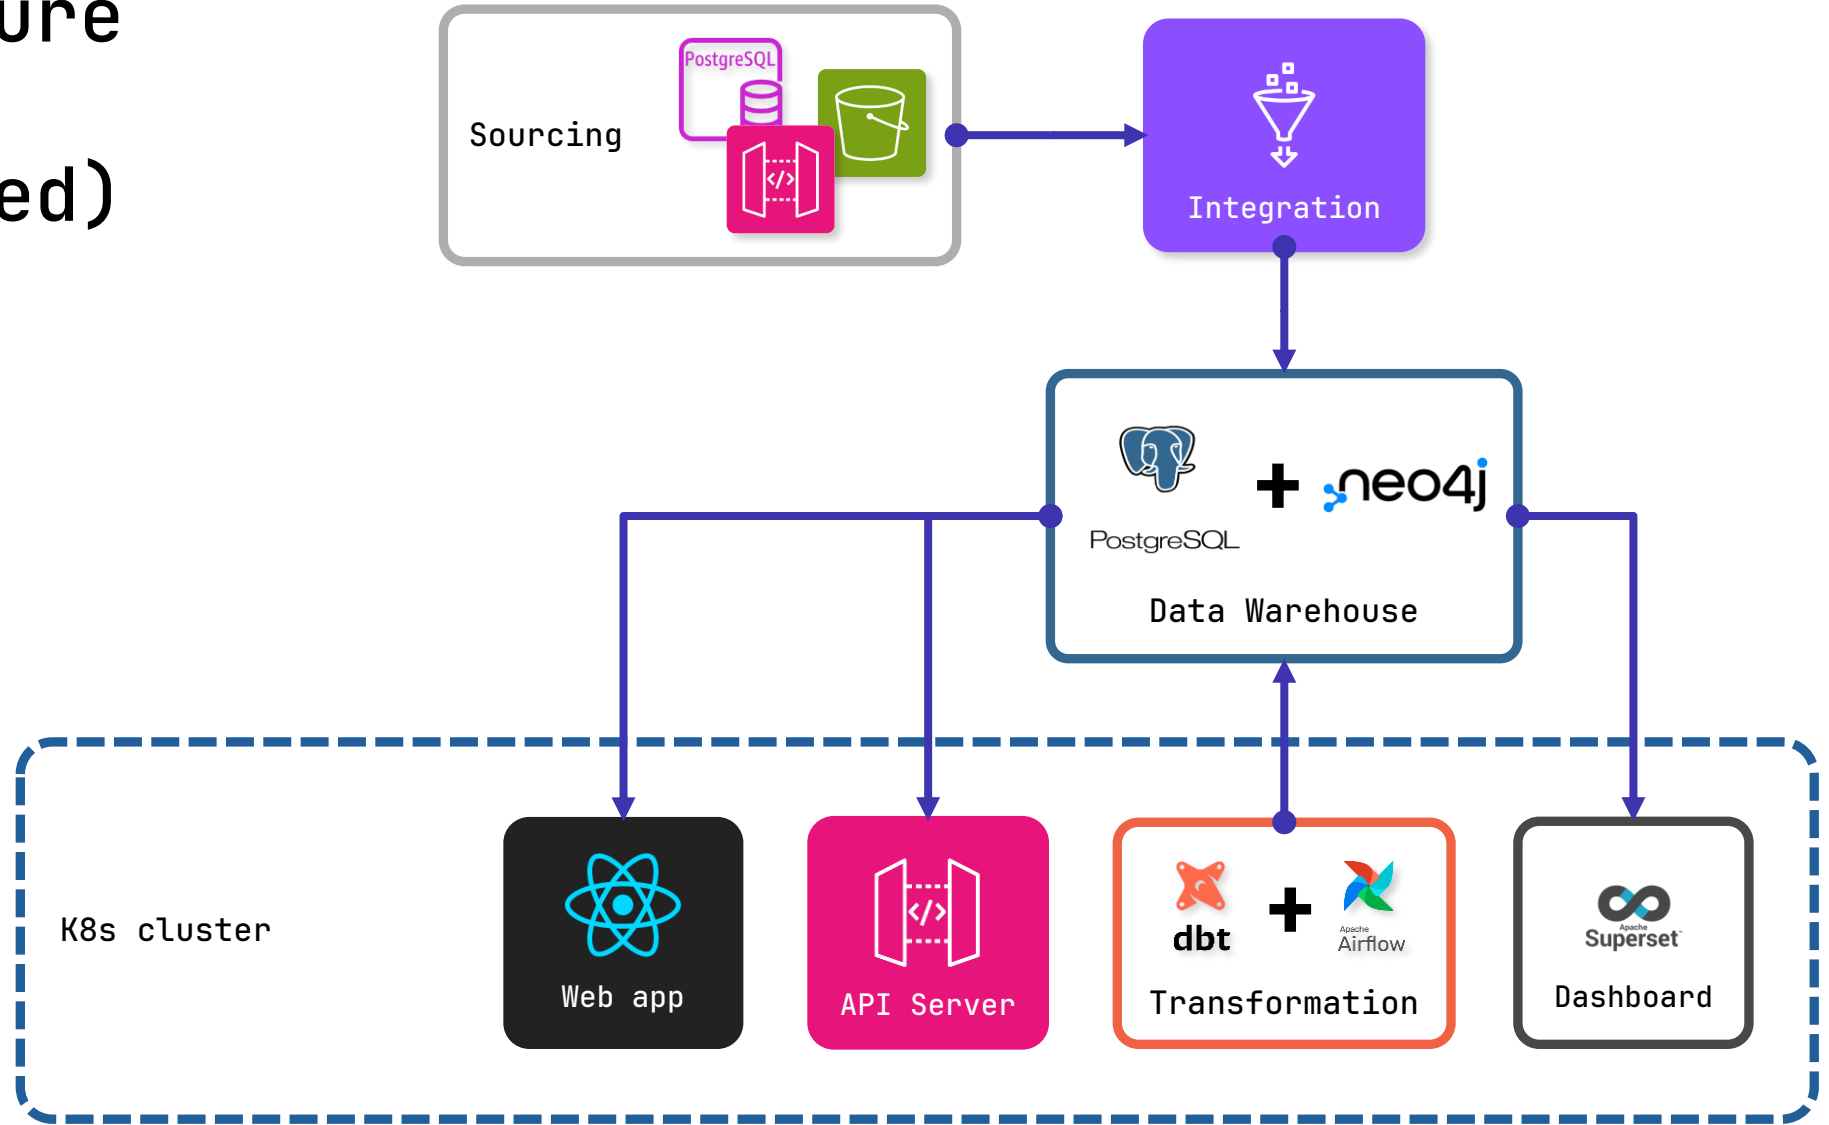 ure
ed)
PostgreSQL
Sourcing
</>
Integration
PostgreSQL
+
neo4j
Data Warehouse
K8s cluster
Web app
</>
API Server
dbt
+
Apache
Airflow
Transformation
Apache
Superset™
Dashboard